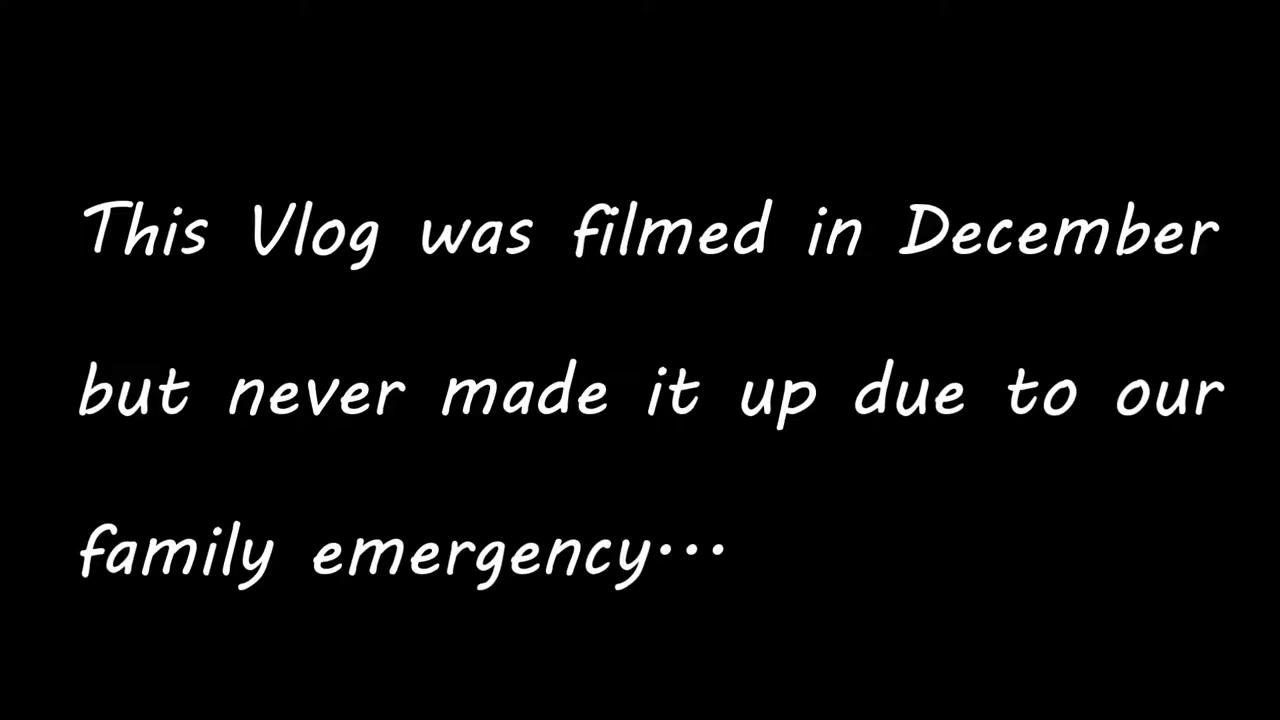 This Vlog was filmed in December
but never made it up due to our
family emergency...